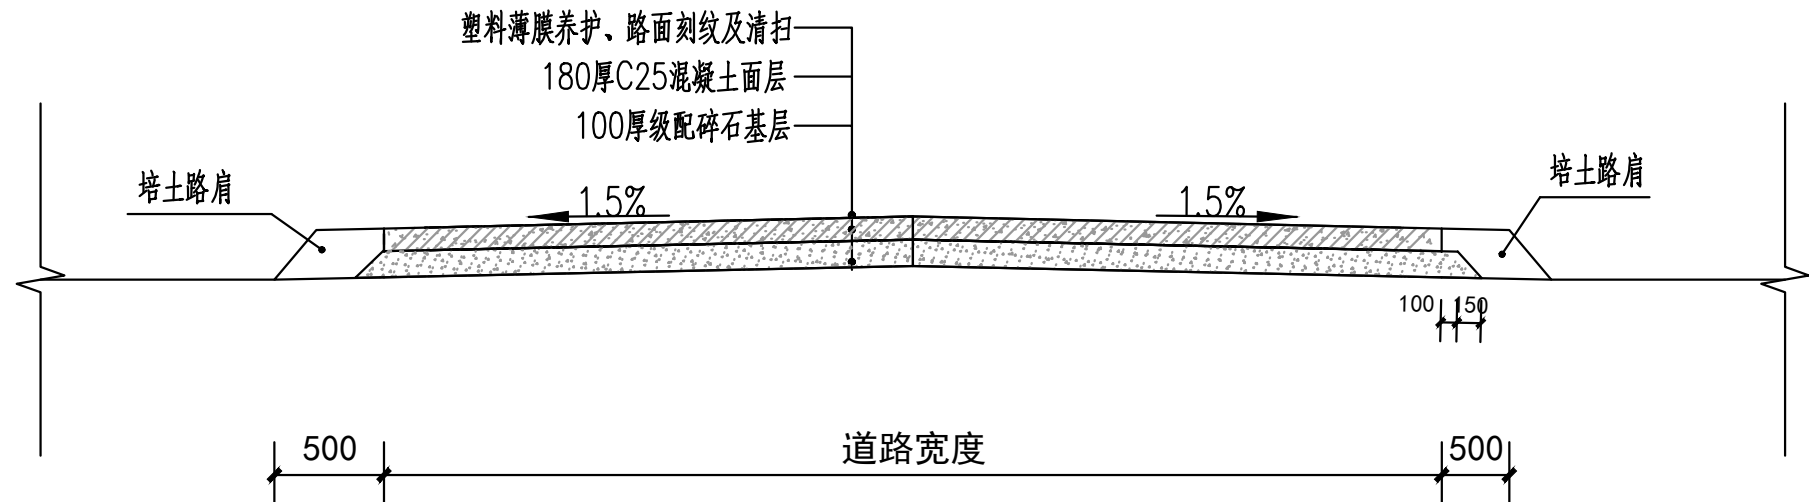 塑料薄膜养护、路面刻纹及清扫
180厚C25混凝土面层
100厚级配碎石基层
培土路肩
培土路肩
1.5%
1.5%
100
150
500
道路宽度
500